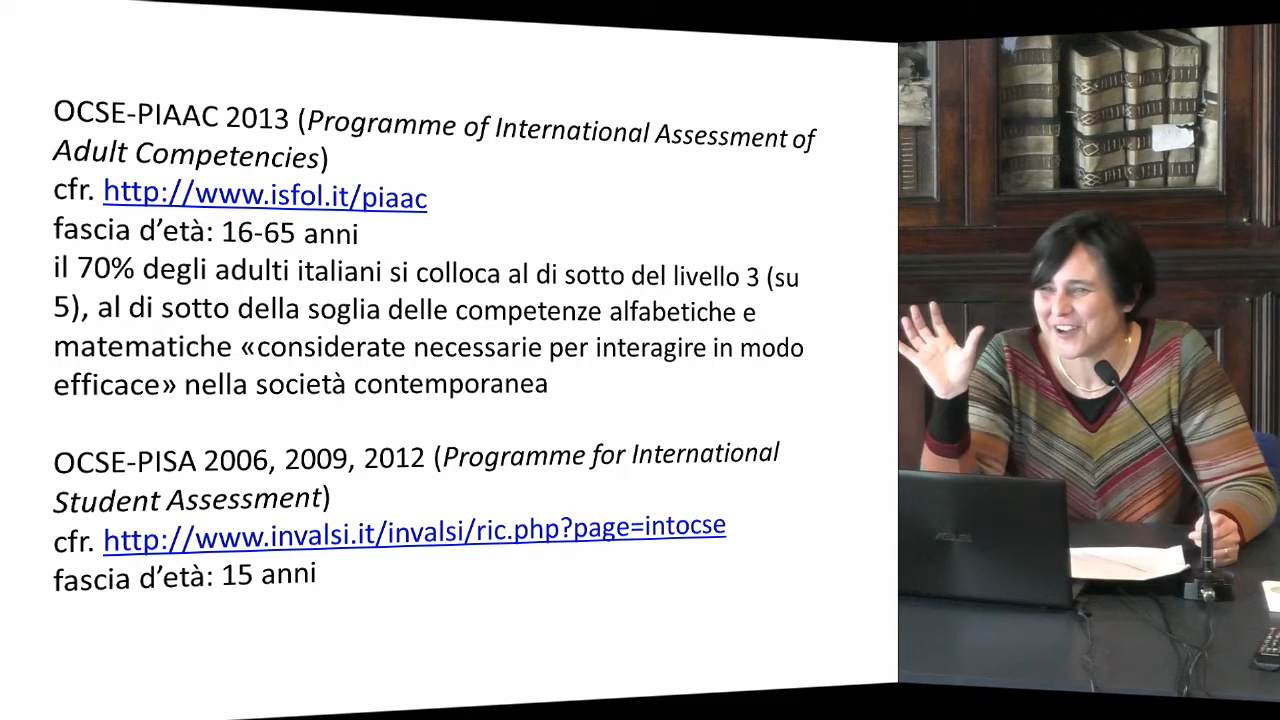 OCSE-PIAAC 2013 (Programme of International Assessment of
Adult Competencies)
cfr. http://www.isfol.it/piaac
fascia d’età: 16-65 anni
il 70% degli adulti italiani si colloca al di sotto del livello 3 (su
5), al di sotto della soglia delle competenze alfabetiche e
matematiche «considerate necessarie per interagire in modo
efficace» nella società contemporanea
OCSE-PISA 2006, 2009, 2012 (Programme for International
Student Assessment)
cfr. http://www.invalsi.it/invalsi/ric.php?page=intocse
fascia d’età: 15 anni